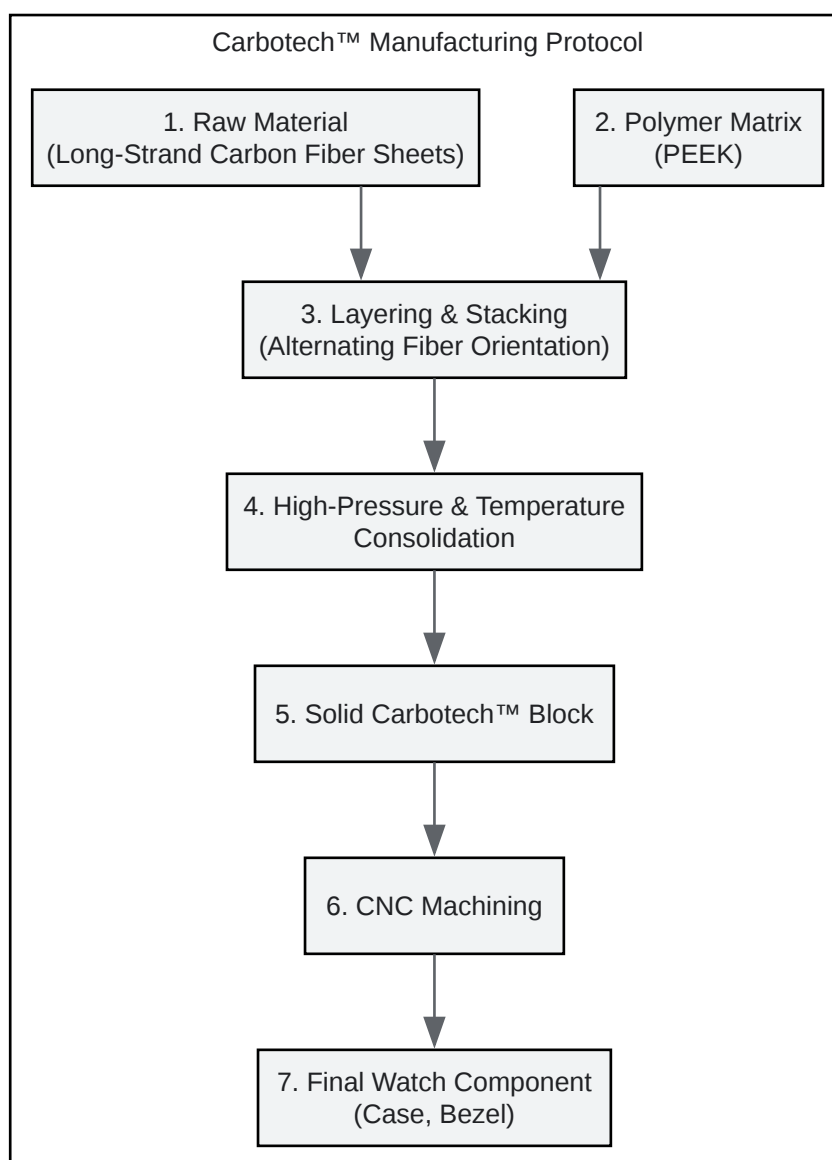 Carbotech™ Manufacturing Protocol
1. Raw Material
(Long-Strand Carbon Fiber Sheets)
2. Polymer Matrix
(PEEK)
3. Layering & Stacking
(Alternating Fiber Orientation)
4. High-Pressure & Temperature
Consolidation
5. Solid Carbotech™ Block
6. CNC Machining
7. Final Watch Component
(Case, Bezel)